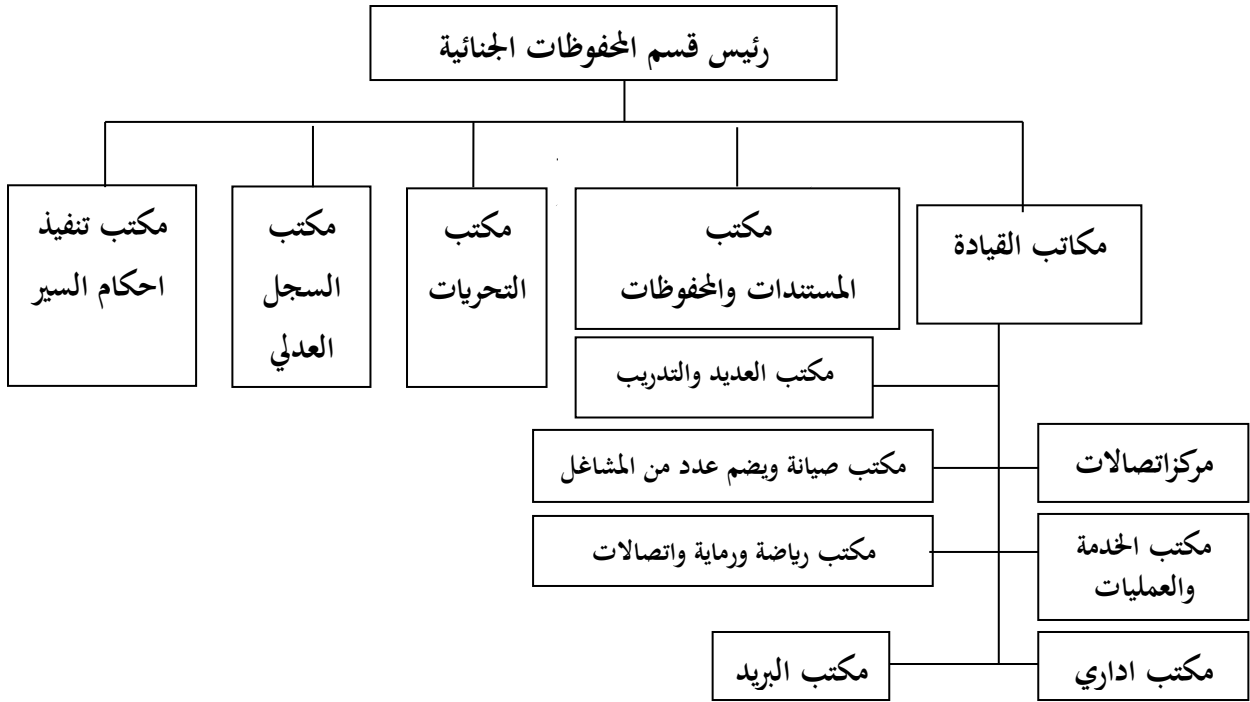 رئيس قسم المحفوظات الجنائية
مكاتب القيادة
مكتب
المستندات والمحفوظات
مكتب
التحريات
مكتب
السجل
العدلي
مكتب تنفيذ
احكام السير
مكتب العديد والتدريب
مركزاتصالات
مكتب صيانة ويضم عدد من المشاغل
مكتب الخدمة
والعمليات
مكتب رياضة ورماية واتصالات
مكتب اداري
مكتب البريد